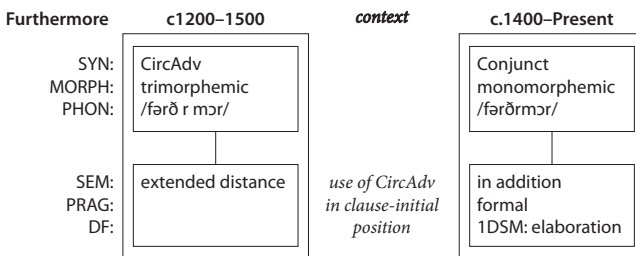 Furthermore c1200–1500 context c.1400–Present
SYN: CircAdv Conjunct
MORPH: trimorphemic monomorphemic
PHON: /fərð r mɔr/ /fərðrmɔr/
SEM: extended distance use of CircAdv in addition
PRAG: in clause-initial formal
DF: position 1DSM: elaboration